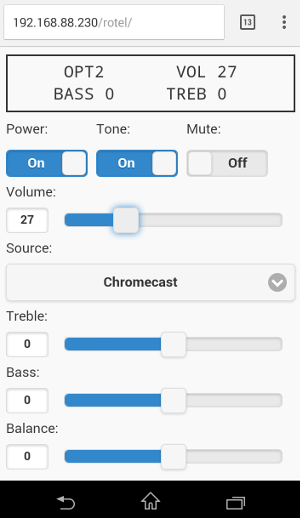 192.168.88.230/rotel/ 13
OPT2 VOL 27
BASS 0 TREB 0
Power: Tone: Mute:
On On Off
Volume:
27
Source:
Chromecast
Treble:
0
Bass:
0
Balance:
0